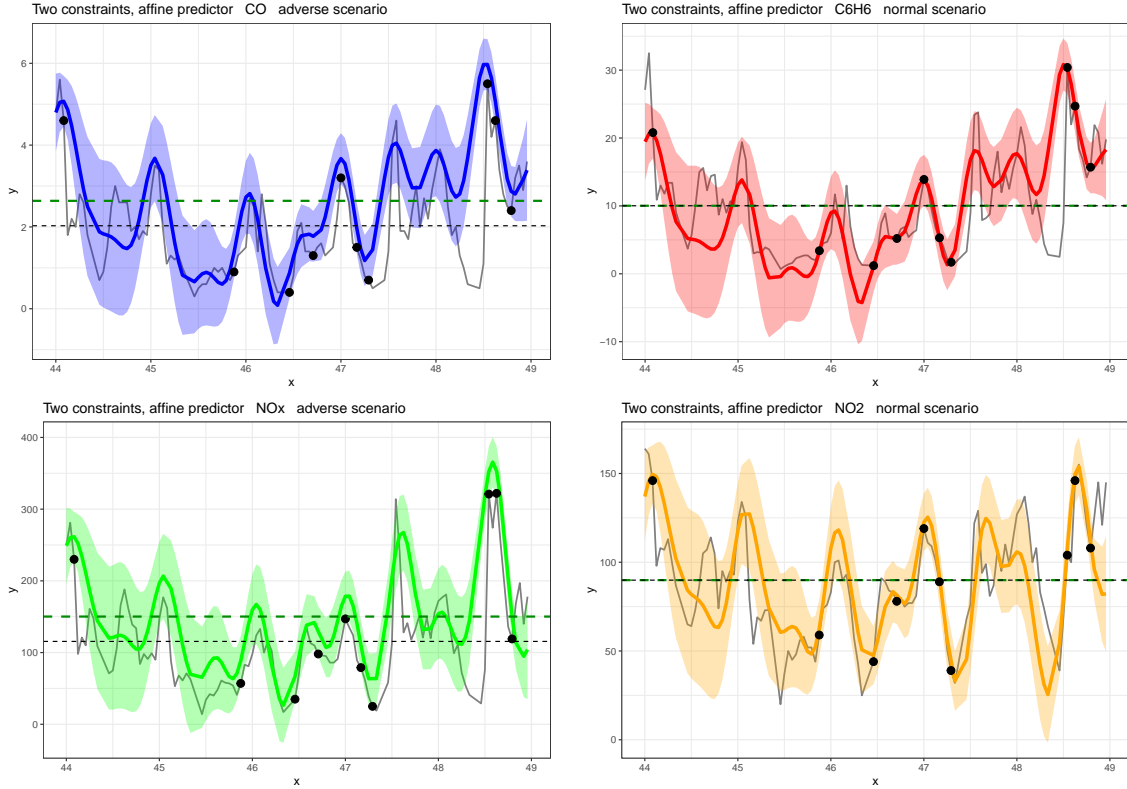 Two constraints, affine predictor CO adverse scenario
y
6
4
2
0
44 45 46 47 48 49
x
Two constraints, affine predictor C6H6 normal scenario
y
30
20
10
0
−10
44 45 46 47 48 49
x
Two constraints, affine predictor NOx adverse scenario
y
400
300
200
100
0
44 45 46 47 48 49
x
Two constraints, affine predictor NO2 normal scenario
y
150
100
50
0
44 45 46 47 48 49
x